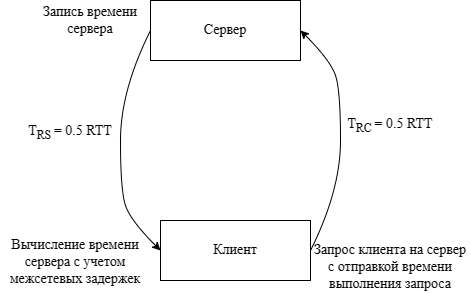 Запись времени
сервера
Сервер
T_RS = 0.5 RTT
T_RC = 0.5 RTT
Вычисление времени
сервера с учетом
межсетевых задержек
Клиент
Запрос клиента на сервер
с отправкой времени
выполнения запроса